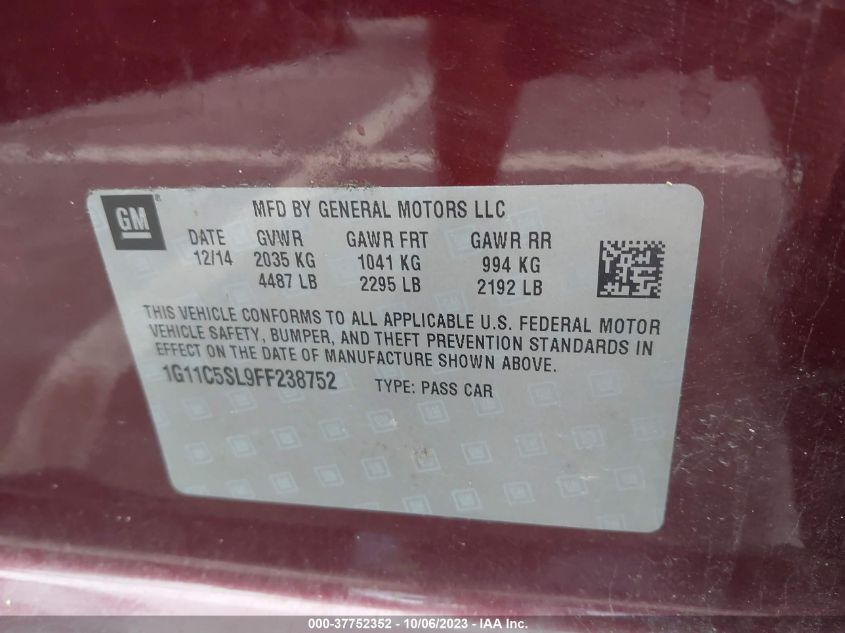 GM®
MFD BY GENERAL MOTORS LLC
DATE GVWR GAWR FRT GAWR RR
12/14 2035 KG 1041 KG 994 KG
4487 LB 2295 LB 2192 LB
THIS VEHICLE CONFORMS TO ALL APPLICABLE U.S. FEDERAL MOTOR
VEHICLE SAFETY, BUMPER, AND THEFT PREVENTION STANDARDS IN
EFFECT ON THE DATE OF MANUFACTURE SHOWN ABOVE.
1G11C5SL9FF238752 TYPE: PASS CAR
000-37752352 - 10/06/2023 - IAA Inc.